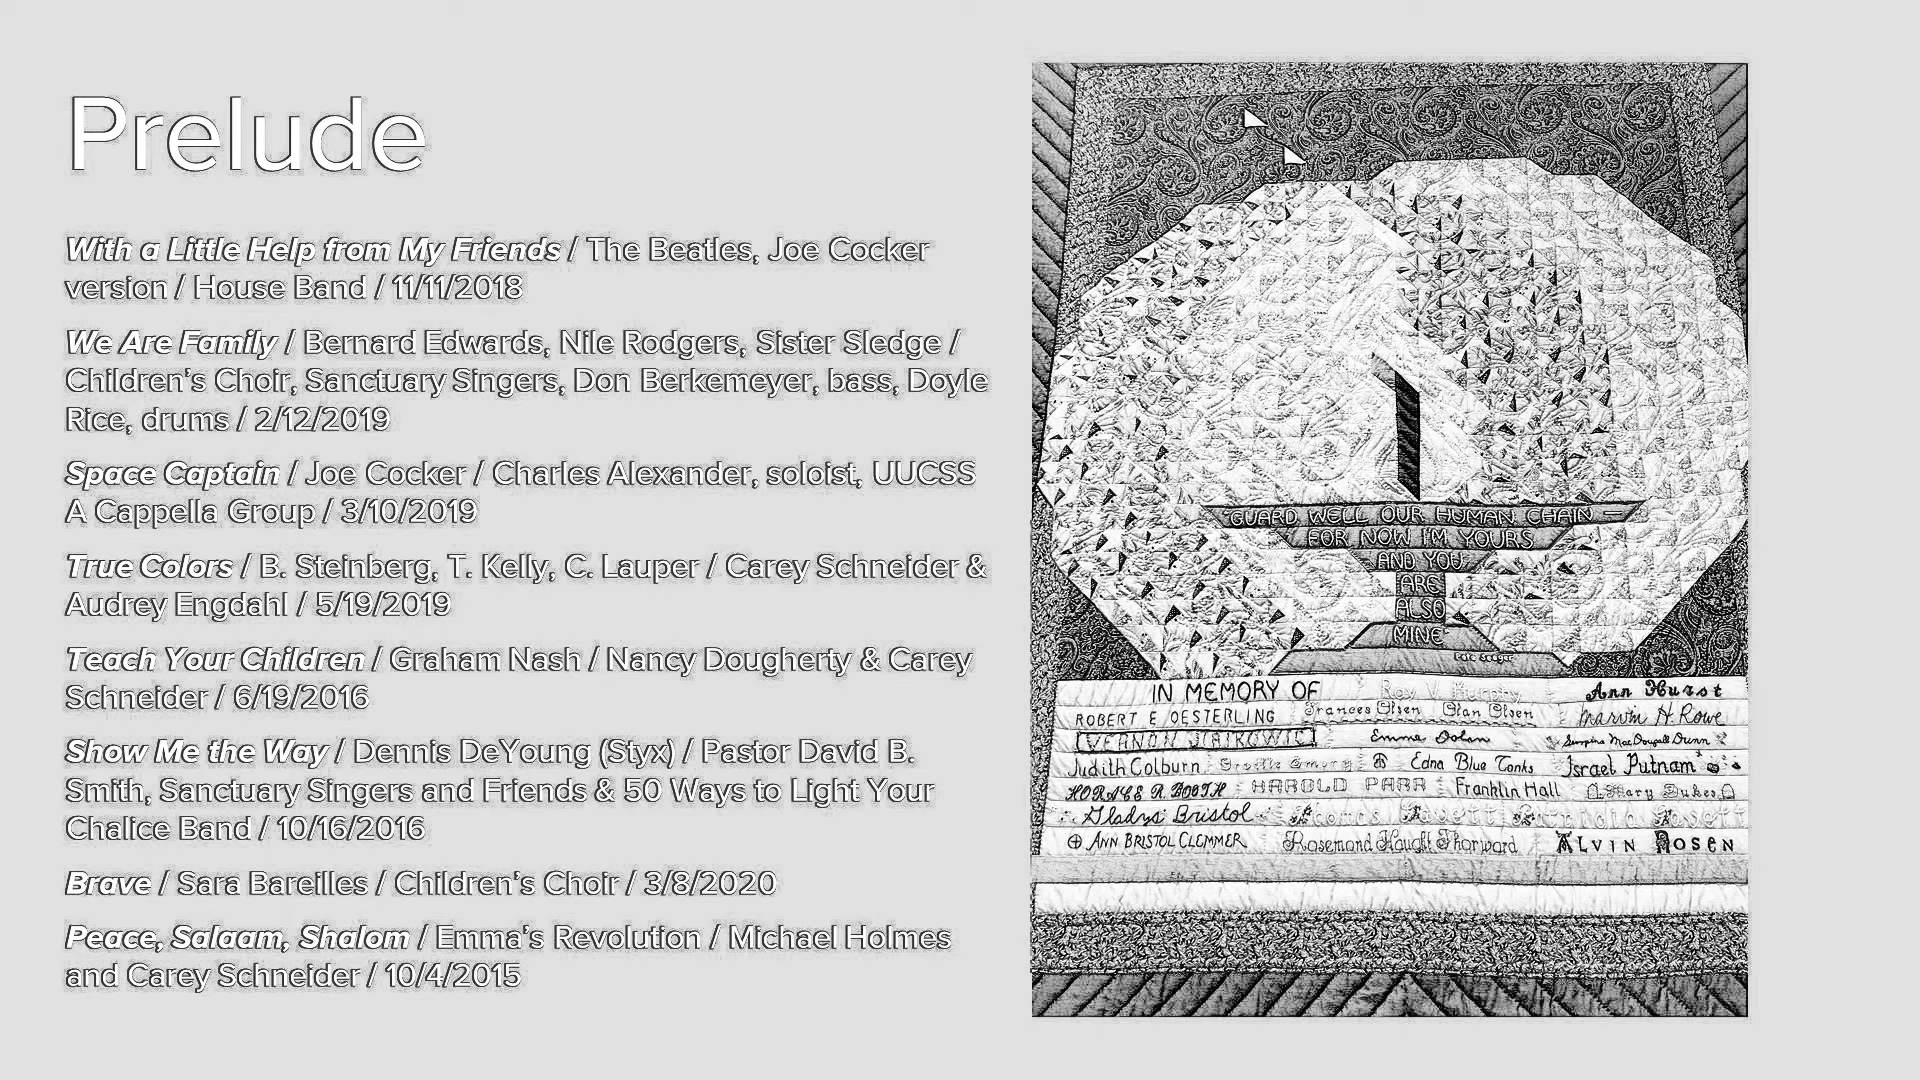 Prelude
With a Little Help from My Friends / The Beatles, Joe Cocker
version / House Band / 11/11/2018
We Are Family / Bernard Edwards, Nile Rodgers, Sister Sledge /
Children's Choir, Sanctuary Singers, Don Berkemeyer, bass, Doyle
Rice, drums / 2/12/2019
Space Captain / Joe Cocker / Charles Alexander, soloist, UUCSS
A Cappella Group / 3/10/2019
True Colors / B. Steinberg, T. Kelly, C. Lauper / Carey Schneider &
Audrey Engdahl / 5/19/2019
Teach Your Children / Graham Nash / Nancy Dougherty & Carey
Schneider / 6/19/2016
Show Me the Way / Dennis DeYoung (Styx) / Pastor David B.
Smith, Sanctuary Singers and Friends & 50 Ways to Light Your
Chalice Band / 10/16/2016
Brave / Sara Bareilles / Children's Choir / 3/8/2020
Peace, Salaam, Shalom / Emma's Revolution / Michael Holmes
and Carey Schneider / 10/4/2015
"GUARD WELL OUR HUMAN CHAIN –
FOR NOW I'M YOURS
AND YOU
ARE
ALSO
MINE"
Pete Seeger
IN MEMORY OF Roy V. Murphy Ann Hurst
ROBERT E OESTERLING Frances Olsen Olan Olsen Marvin H. Rowe
VERNON Emma Dolan MacDougall Dunn
Judith Colburn Orville Emory Edna Blue Tonks Israel Putnam
HORACE R. BOOTH HAROLD PARR Franklin Hall Mary Dukes
Gladys Bristol Thomas
ANN BRISTOL CLEMMER Rosemond Haught Thorward ALVIN ROSEN